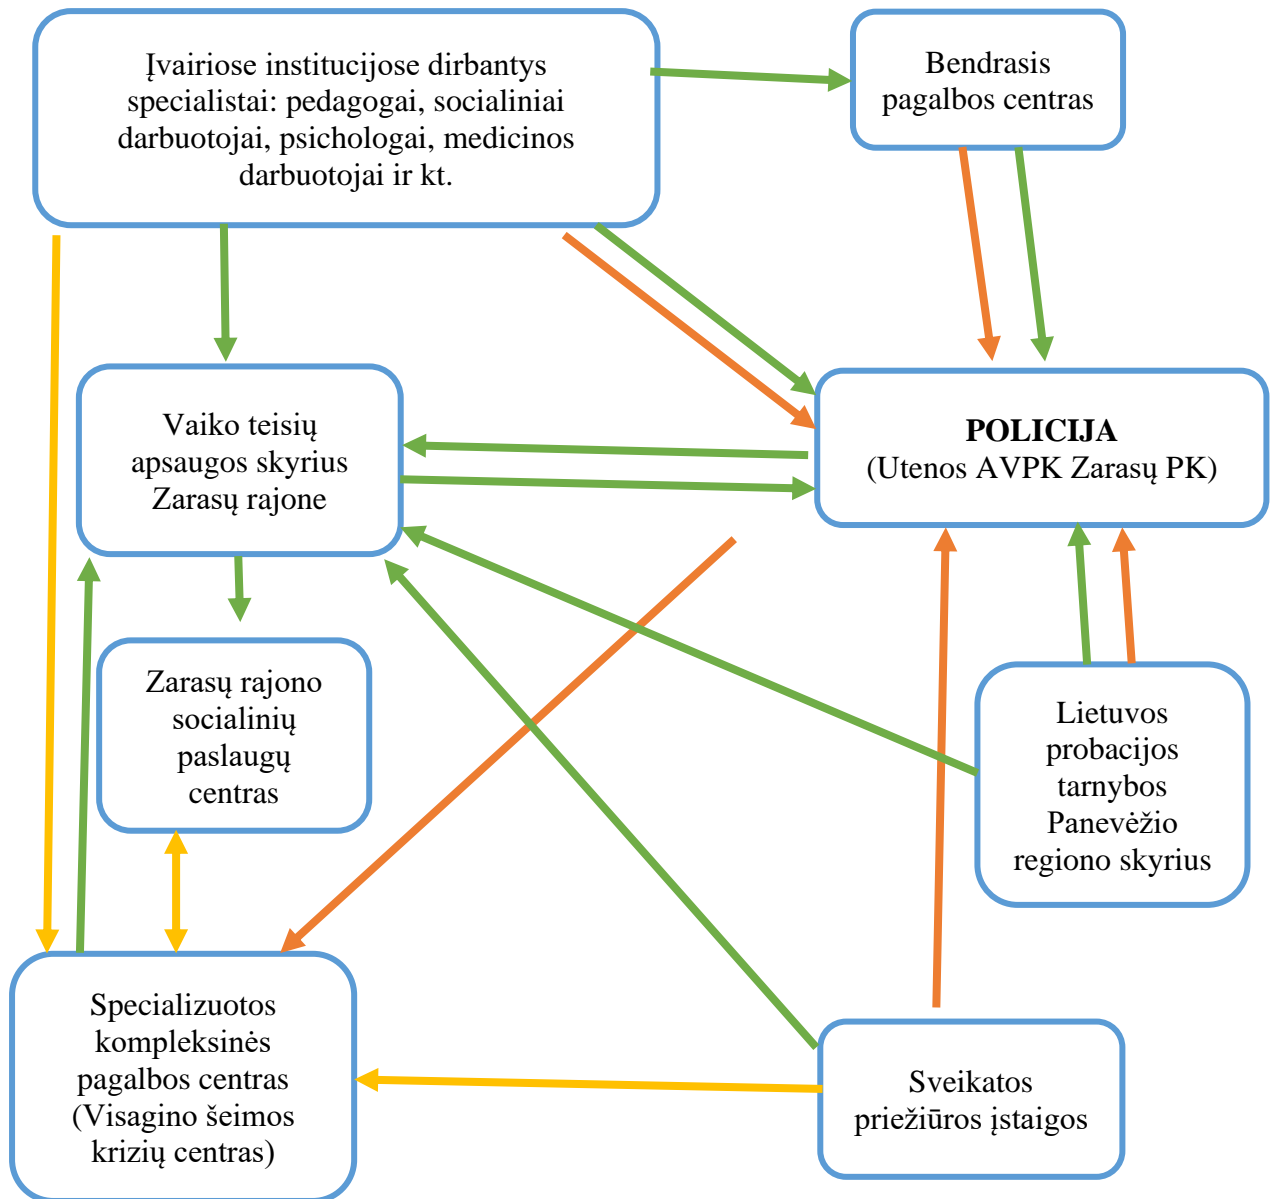 Įvairiose institucijose dirbantys
specialistai: pedagogai, socialiniai
darbuotojai, psichologai, medicinos
darbuotojai ir kt.
Bendrasis
pagalbos centras
Vaiko teisių
apsaugos skyrius
Zarasų rajone
POLICIJA
(Utenos AVPK Zarasų PK)
Zarasų rajono
socialinių
paslaugų
centras
Lietuvos
probacijos
tarnybos
Panevėžio
regiono skyrius
Specializuotos
kompleksinės
pagalbos centras
(Visagino šeimos
krizių centras)
Sveikatos
priežiūros įstaigos